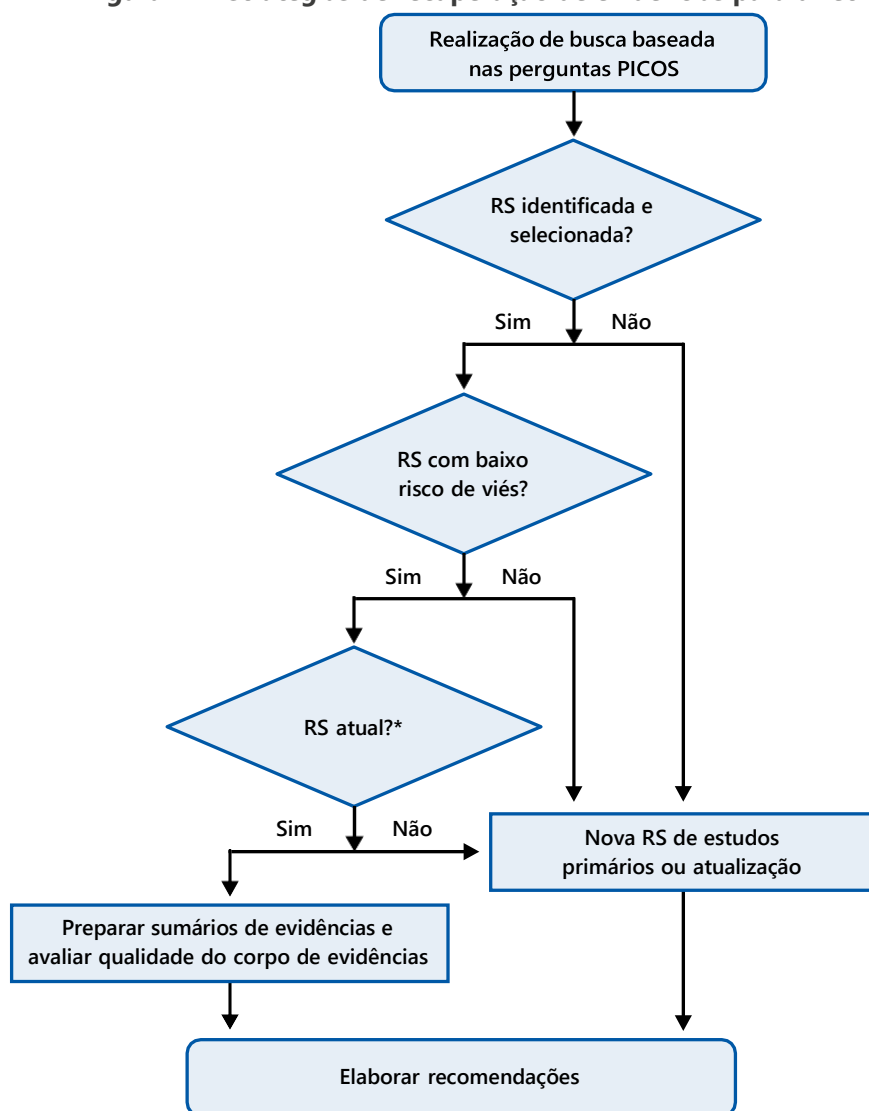 Realização de busca baseada
nas perguntas PICOS
RS identificada e
selecionada?
Sim Não
RS com baixo
risco de viés?
Sim Não
RS atual?*
Sim Não
Nova RS de estudos
primários ou atualização
Preparar sumários de evidências e
avaliar qualidade do corpo de evidências
Elaborar recomendações